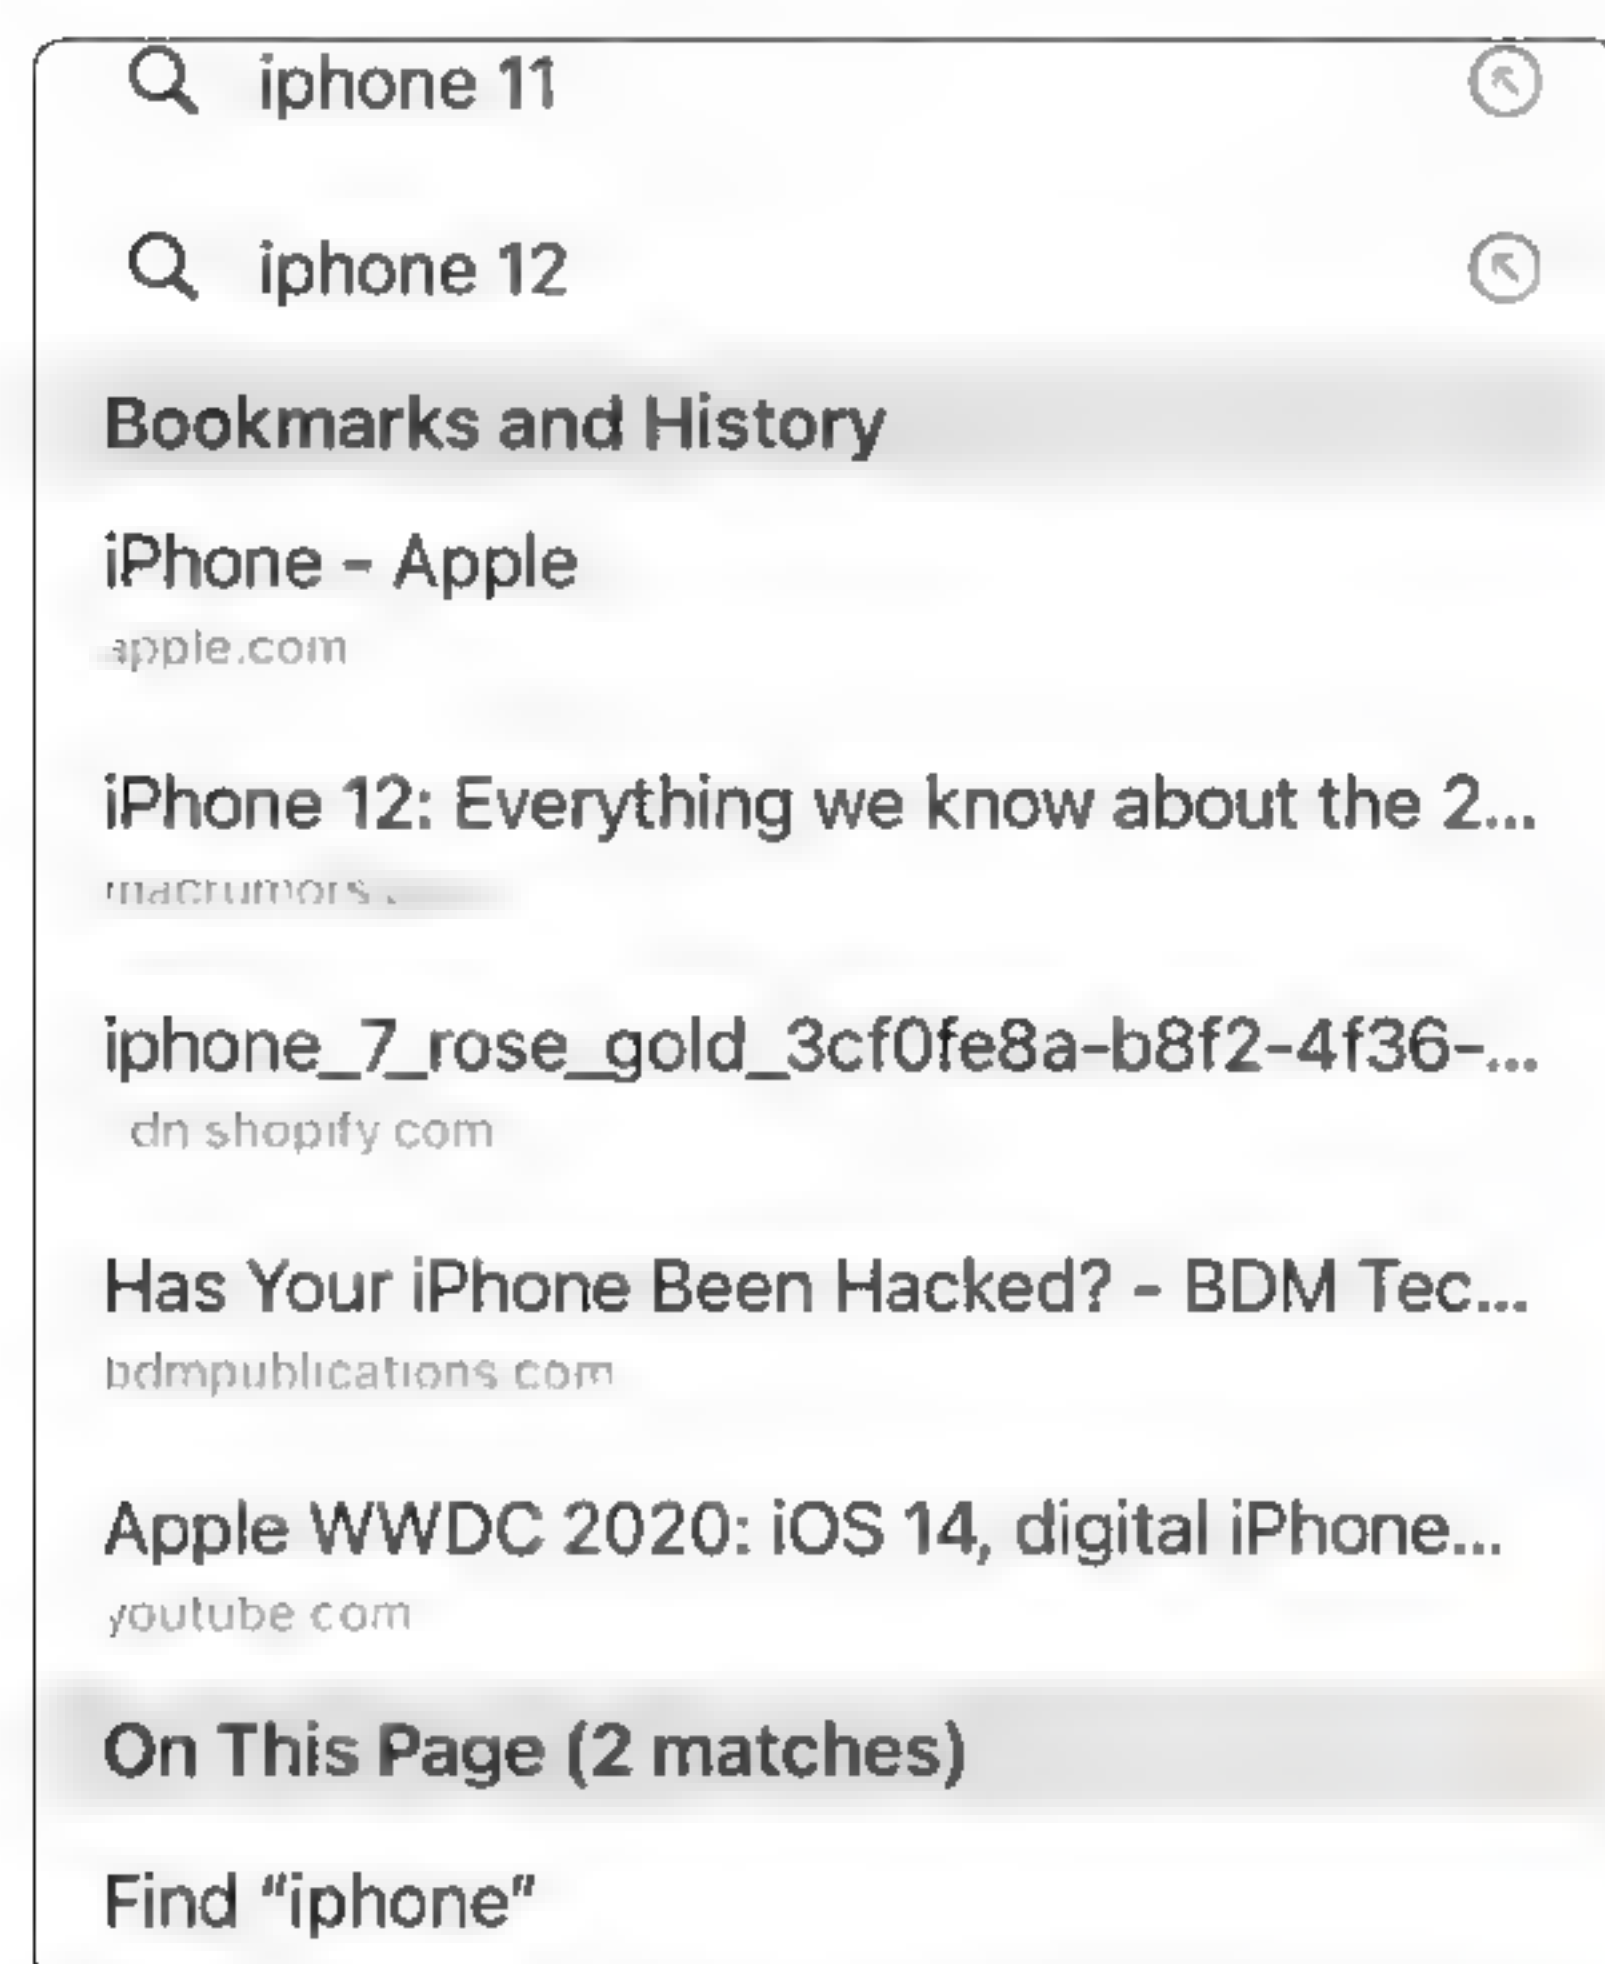 iphone 11
iphone 12
Bookmarks and History
iPhone - Apple
apple.com
iPhone 12: Everything we know about the 2...
macrumors.
iphone_7_rose_gold_3cf0fe8a-b8f2-4f36-...
dn shopify com
Has Your iPhone Been Hacked? - BDM Tec...
bdmpublications com
Apple WWDC 2020: iOS 14, digital iPhone...
youtube com
On This Page (2 matches)
Find “iphone”